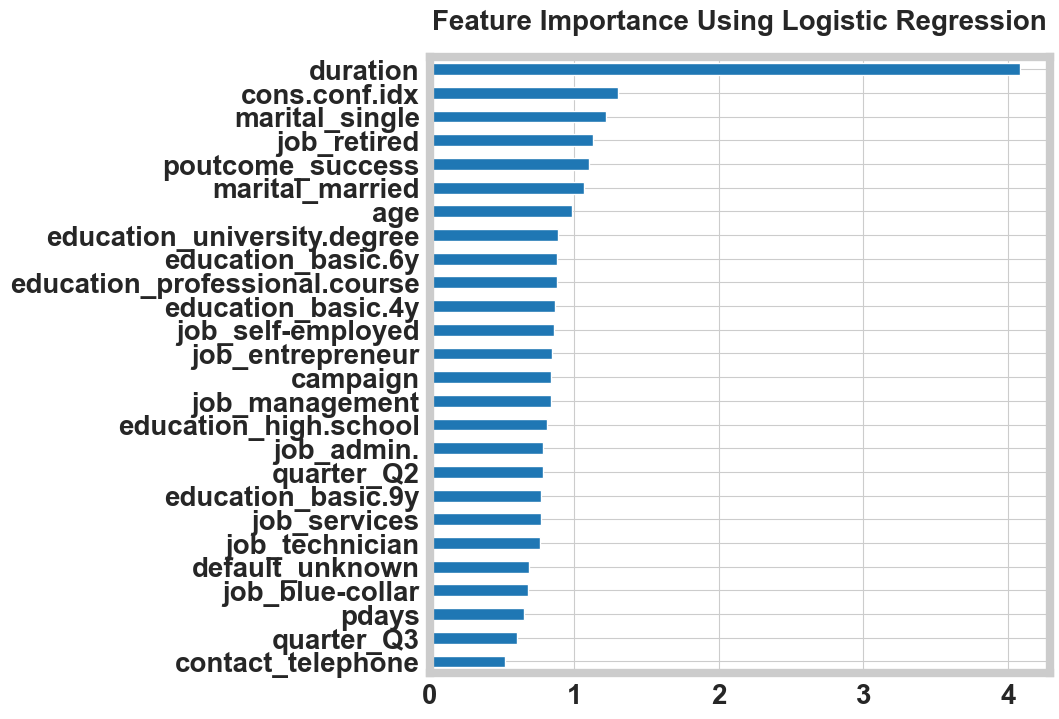 Feature Importance Using Logistic Regression
duration
cons.conf.idx
marital_single
job_retired
poutcome_success
marital_married
age
education_university.degree
education_basic.6y
education_professional.course
education_basic.4y
job_self-employed
job_entrepreneur
campaign
job_management
education_high.school
job_admin.
quarter_Q2
education_basic.9y
job_services
job_technician
default_unknown
job_blue-collar
pdays
quarter_Q3
contact_telephone
0 1 2 3 4